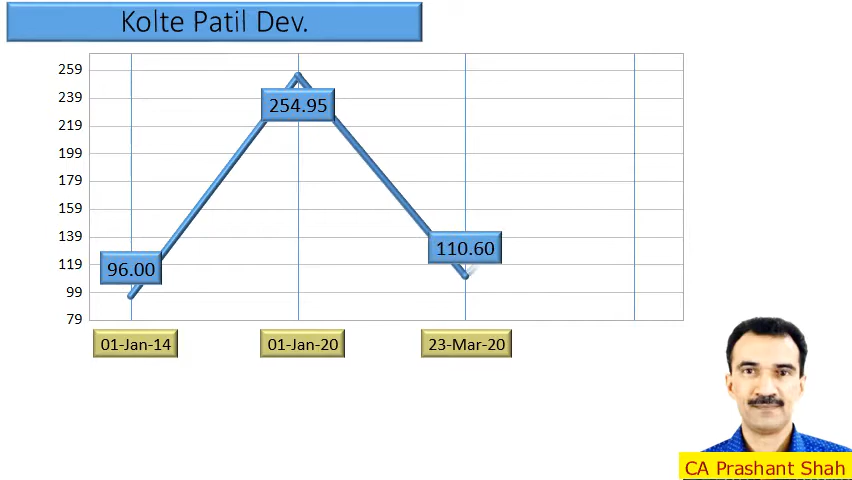 Kolte Patil Dev.
259
239
219
199
179
159
139
119
99
79
254.95
110.60
96.00
01-Jan-14
01-Jan-20
23-Mar-20
CA Prashant Shah